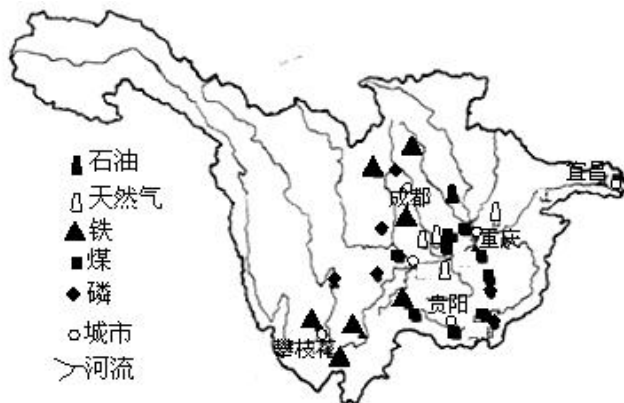 石油
天然气
铁
煤
磷
城市
河流
宜昌
成都
重庆
贵阳
攀枝花